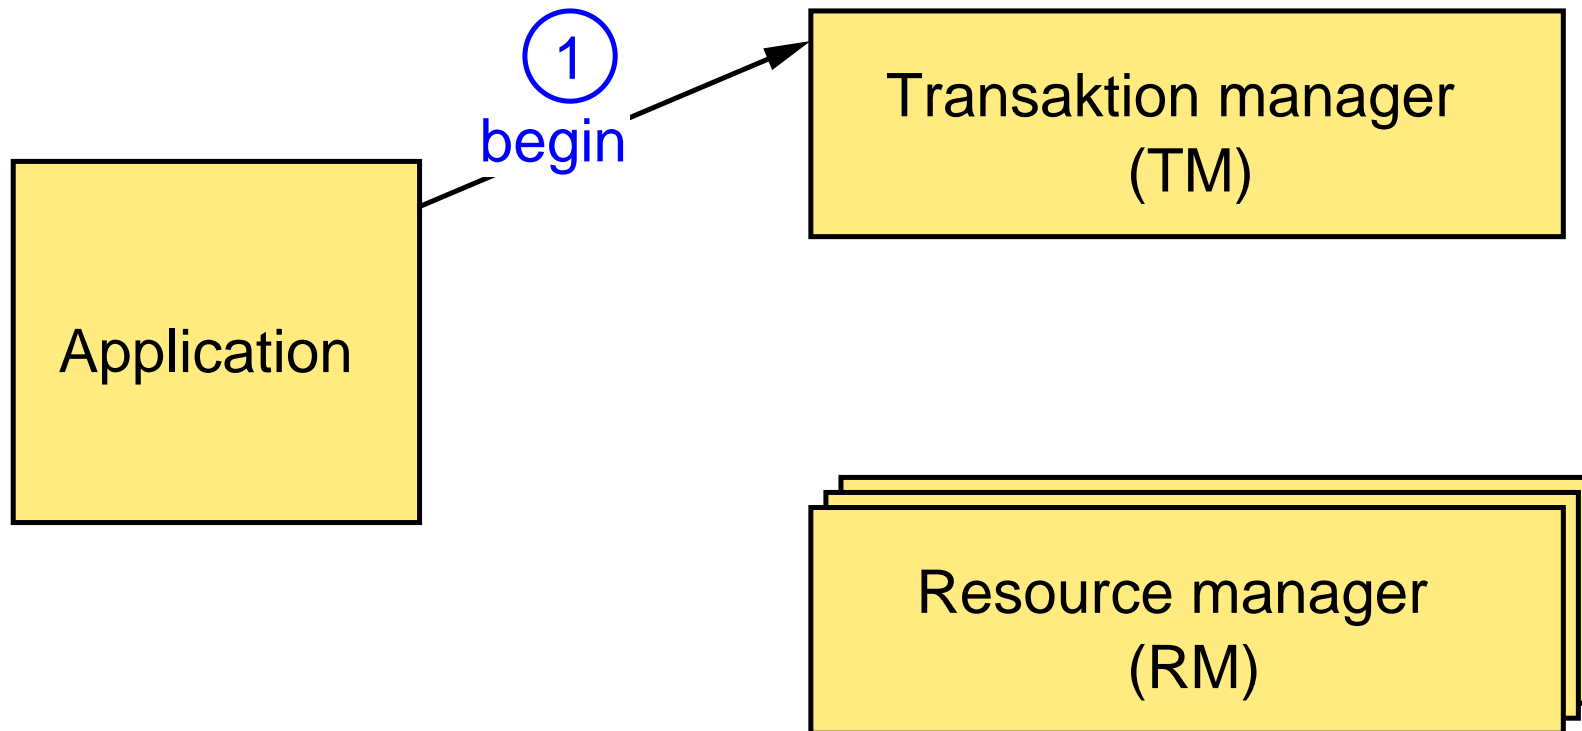 1
begin
Transaktion manager
(TM)
Application
Resource manager
(RM)